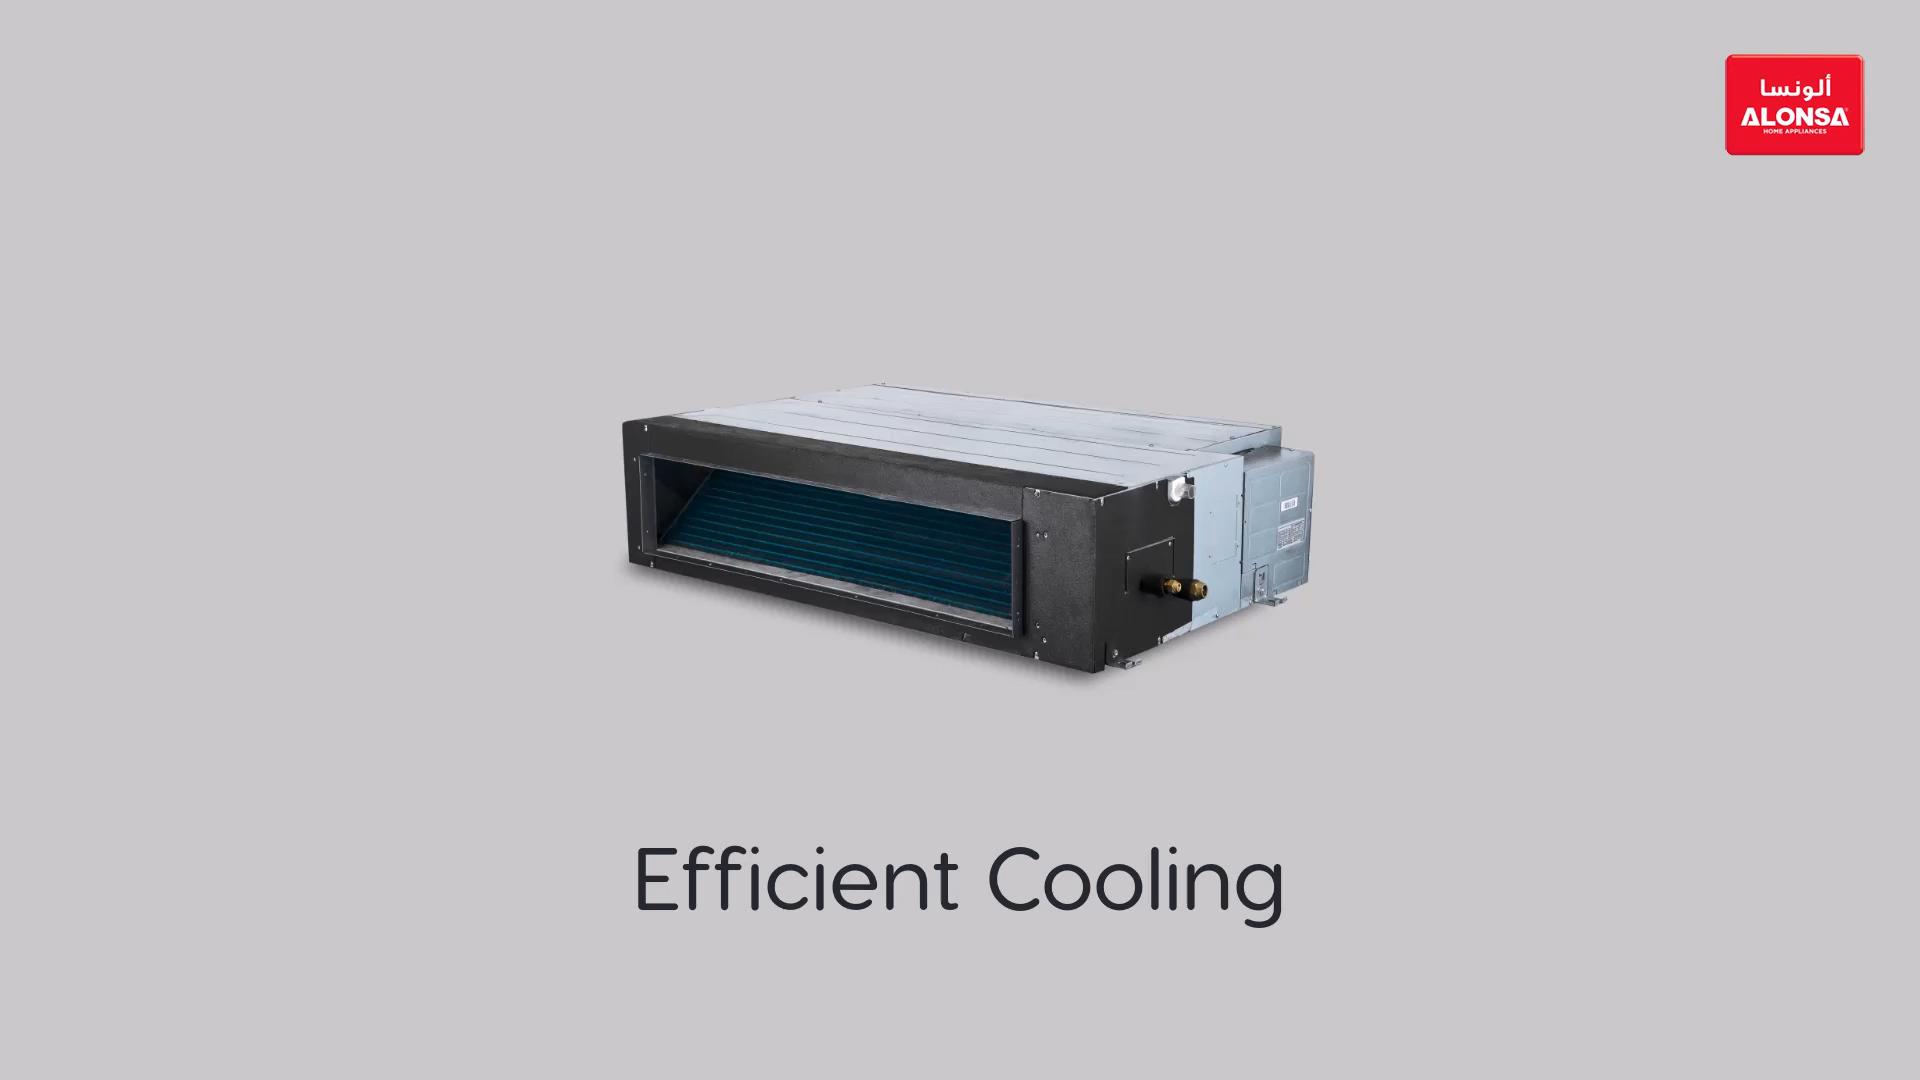 ألونسا
ALONSA
HOME APPLIANCES
Efficient Cooling